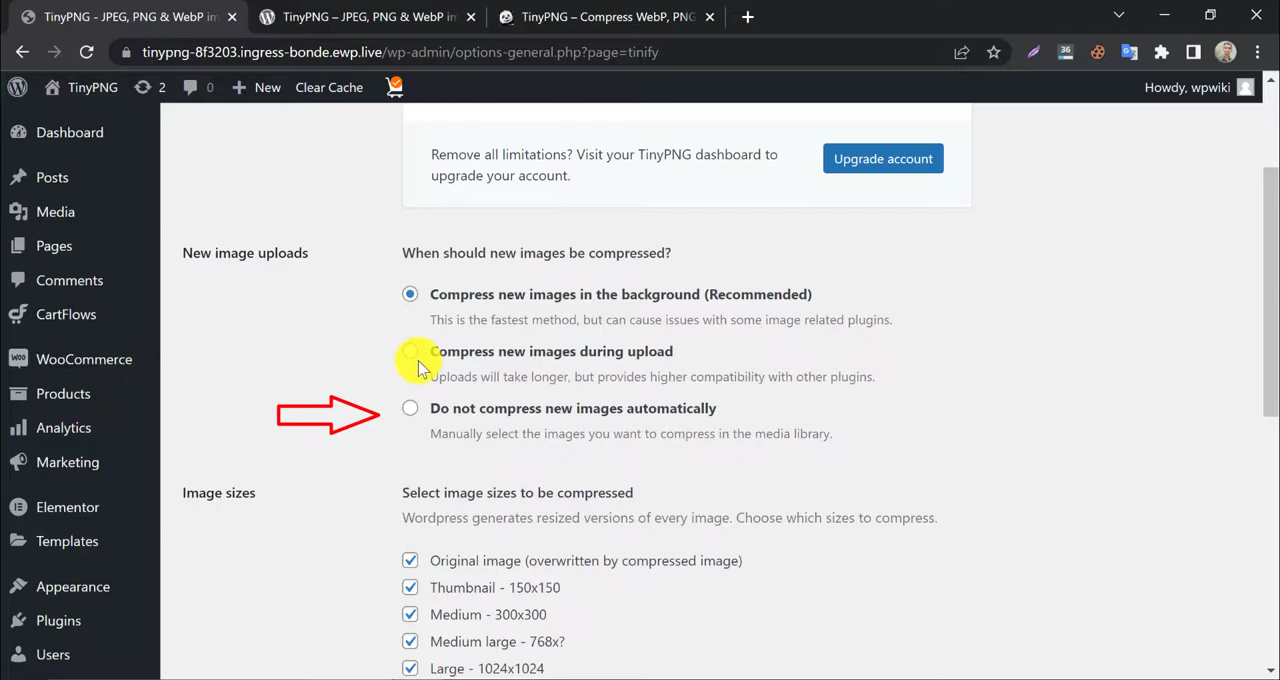 TinyPNG – JPEG, PNG & WebP im
TinyPNG – JPEG, PNG & WebP im
TinyPNG – Compress WebP, PNG
tinypng-8f3203.ingress-bonde.ewp.live/wp-admin/options-general.php?page=tinify
36
TinyPNG
2
0
New
Clear Cache
Howdy, wpwiki
Dashboard
Posts
Media
Pages
Comments
CartFlows
Woo
WooCommerce
Products
Analytics
Marketing
Elementor
Templates
Appearance
Plugins
Users
Remove all limitations? Visit your TinyPNG dashboard to
upgrade your account.
Upgrade account
New image uploads
When should new images be compressed?
Compress new images in the background (Recommended)
This is the fastest method, but can cause issues with some image related plugins.
Compress new images during upload
Uploads will take longer, but provides higher compatibility with other plugins.
Do not compress new images automatically
Manually select the images you want to compress in the media library.
Image sizes
Select image sizes to be compressed
Wordpress generates resized versions of every image. Choose which sizes to compress.
Original image (overwritten by compressed image)
Thumbnail - 150x150
Medium - 300x300
Medium large - 768x?
Large - 1024x1024